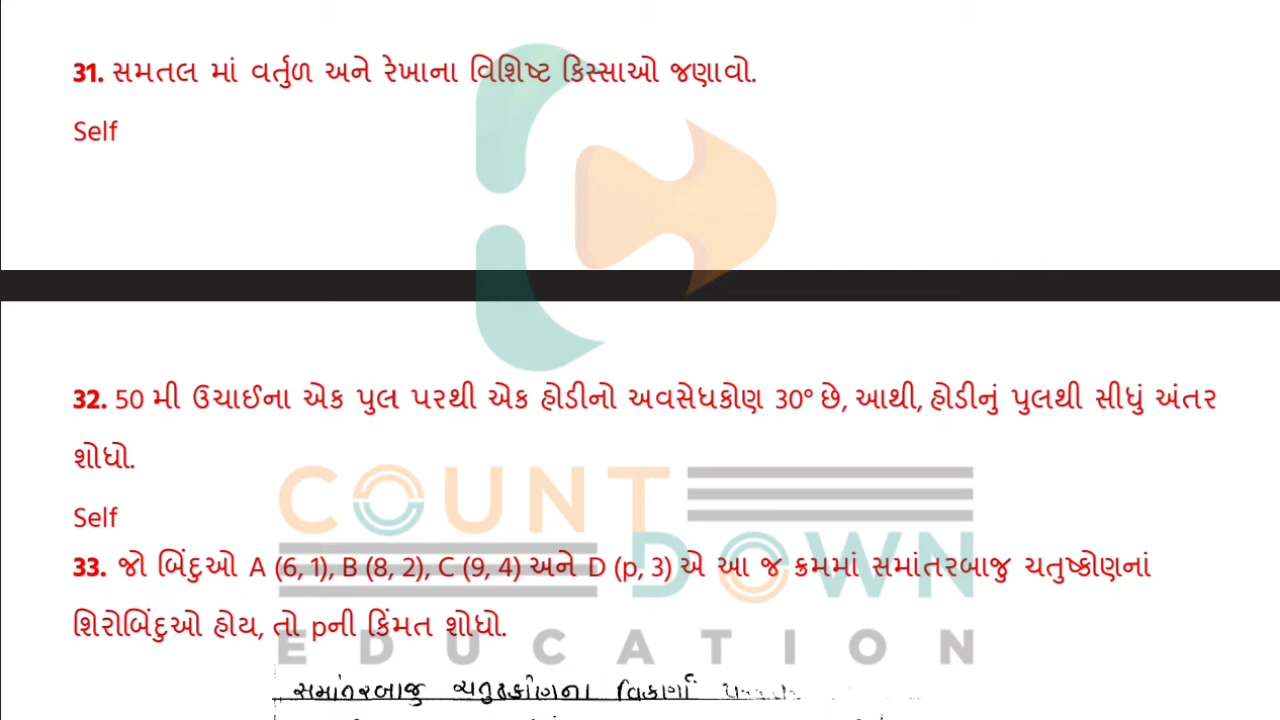 31. સમતલ માં વર્તુળ અને રેખાના વિશિષ્ટ કિસ્સાઓ જણાવો.
Self
32. 50 મી ઉચાઈના એક પુલ પરથી એક હોડીનો અવસેધકોણ 30° છે, આથી, હોડીનું પુલથી સીધું અંતર
શોધો.
COUNT
Self
DOWN
33. જો બિંદુઓ A (6, 1), B (8, 2), C (9, 4) અને D (p, 3) એ આ જ ક્રમમાં સમાંતરબાજુ ચતુષ્કોણનાં
શિરોબિંદુઓ હોય, તો pની કિંમત શોધો.
EDUCATION
સમાંતરબાજુ ચતુષ્કોણના વિકર્ણો